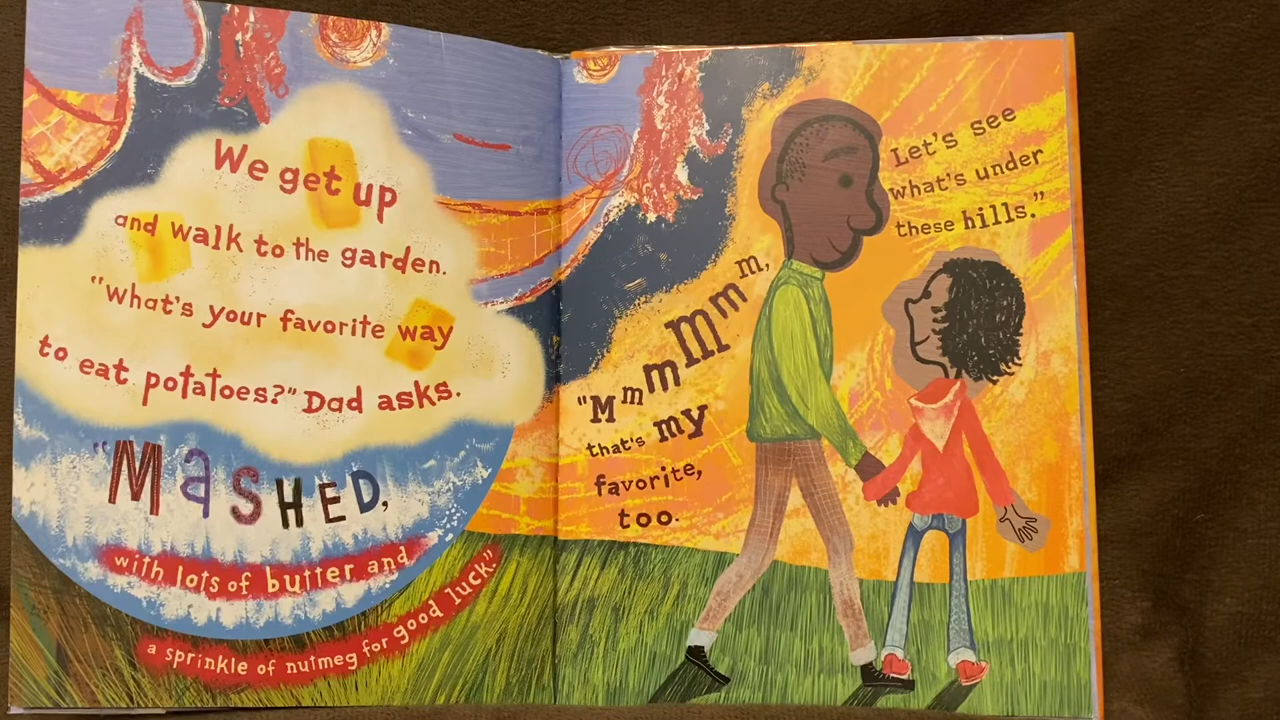 We get up
and walk to the garden.
"What's your favorite way
to eat potatoes?" Dad asks.
"MaSHED,
with lots of butter and
a sprinkle of nutmeg for good luck."
"Mmmmmmm,
that's my
favorite,
too.
Let's see
what's under
these hills."